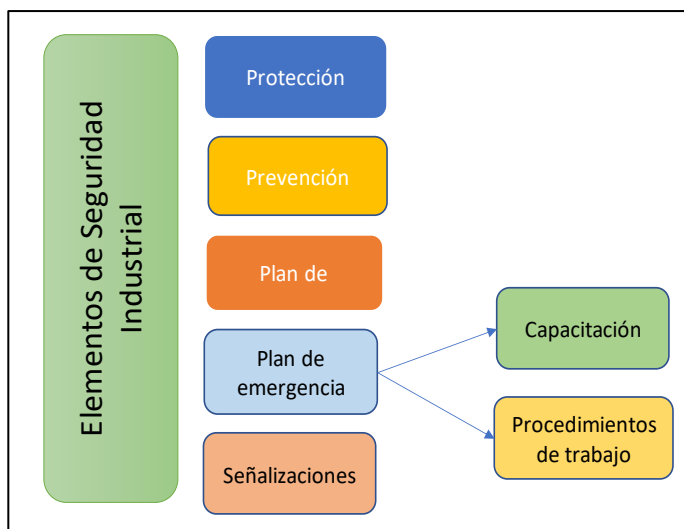 Elementos de Seguridad
Industrial
Protección
Prevención
Plan de
Plan de
emergencia
Señalizaciones
Capacitación
Procedimientos
de trabajo